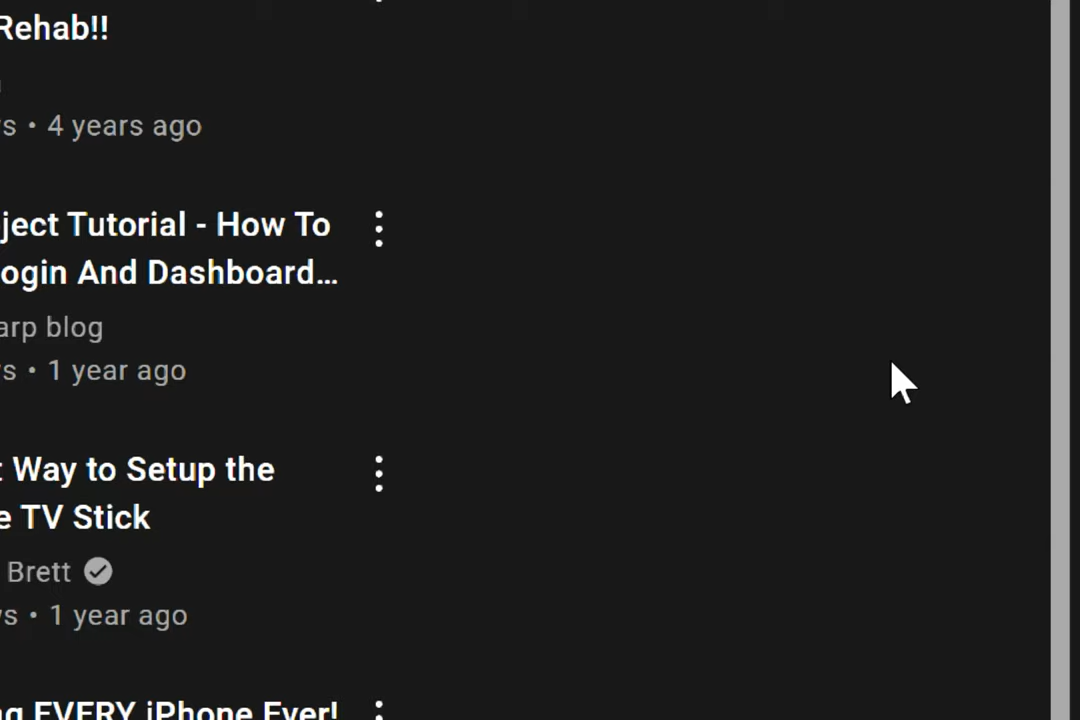 Rehab!!
s • 4 years ago
ject Tutorial - How To
ogin And Dashboard…
arp blog
s • 1 year ago
Way to Setup the
e TV Stick
Brett
s • 1 year ago
g EVERY iPhone Ever!